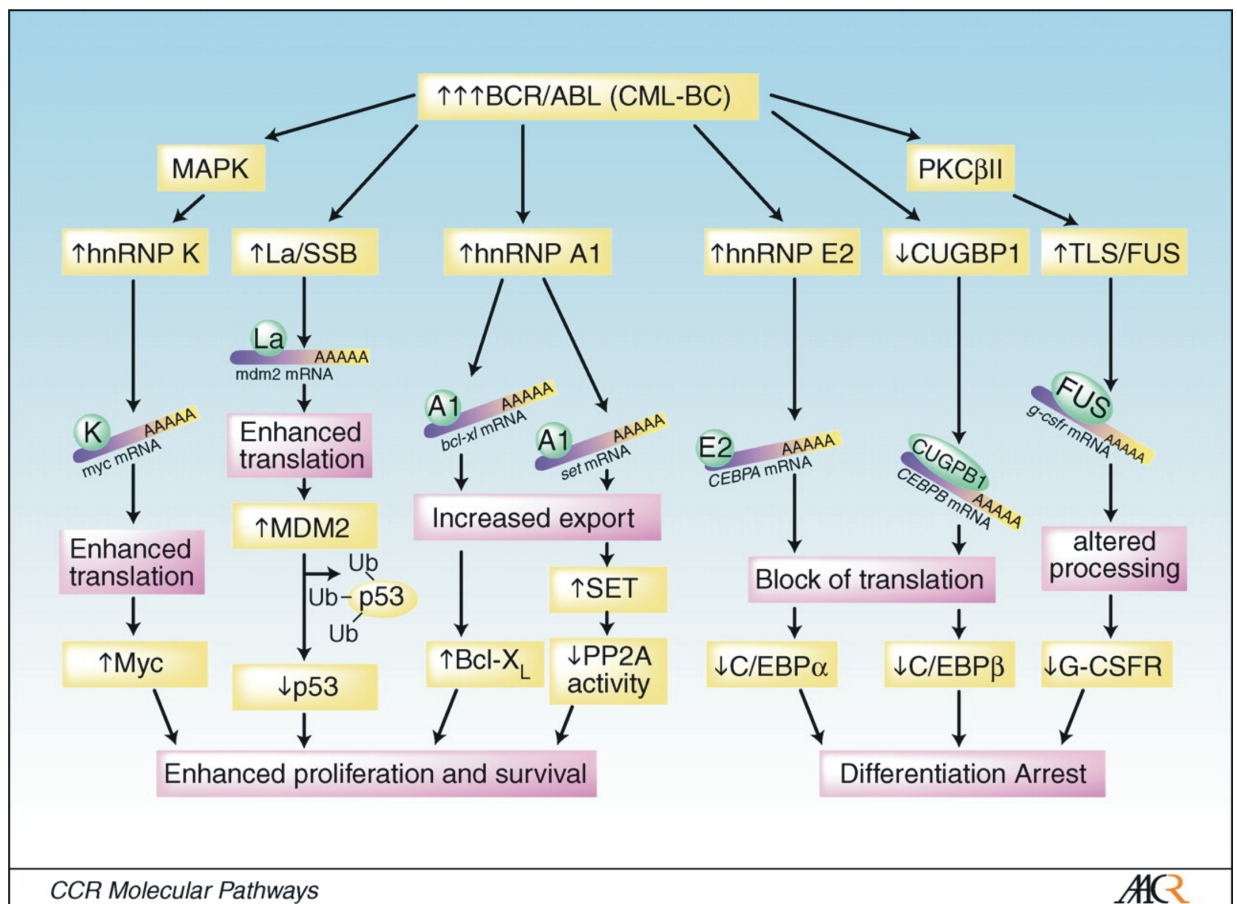 ↑↑↑BCR/ABL (CML-BC)
MAPK
PKCβII
↑hnRNP K
↑La/SSB
↑hnRNP A1
↑hnRNP E2
↓CUGBP1
↑TLS/FUS
La
AAAAA
mdm2 mRNA
K
AAAAA
myc mRNA
A1
AAAAA
bcl-xl mRNA
A1
AAAAA
set mRNA
E2
AAAAA
CEBPA mRNA
CUGPB1
AAAAA
CEBPB mRNA
FUS
AAAAA
g-csfr mRNA
Enhanced
translation
Enhanced
translation
Increased export
Block of translation
altered
processing
↑MDM2
Ub
Ub
Ub
p53
↑SET
↑Myc
↓p53
↑Bcl-XL
↓PP2A
activity
↓C/EBPα
↓C/EBPβ
↓G-CSFR
Enhanced proliferation and survival
Differentiation Arrest
CCR Molecular Pathways
AACR